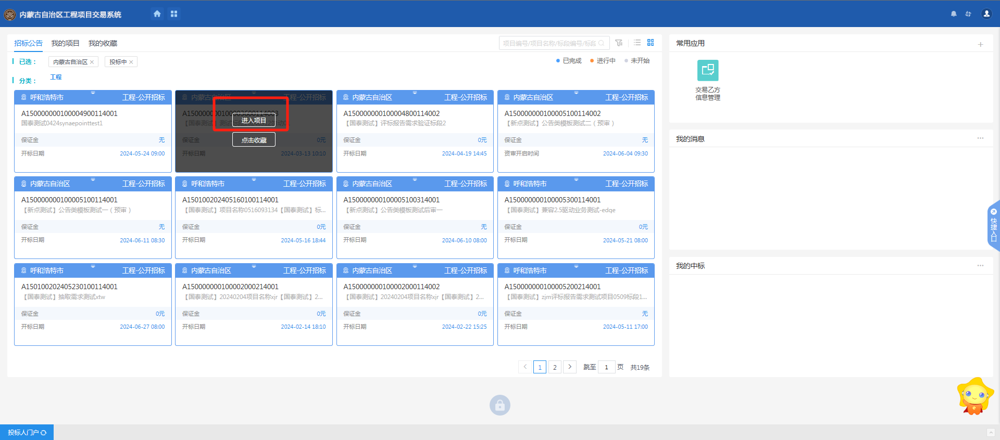 内蒙古自治区工程项目交易系统
招标公告 我的项目 我的收藏
项目编号/项目名称/标段编号/标段
已选：
内蒙古自治区
投标中
已完成 进行中 未开始
分类：
工程
呼和浩特市 工程-公开招标
A150000000100004900114001
国泰测试0424synaepointtest1
保证金 无
开标日期 2024-05-24 09:00
内蒙古自治区 工程-公开招标
A150000000100003600114003
【国泰测试】测试标段
进入项目
点击收藏
保证金 0元
开标日期 2024-03-13 10:10
内蒙古自治区 工程-公开招标
A150000000100004800114002
【国泰测试】评标报告需求验证标段2
保证金 0元
开标日期 2024-04-19 14:45
内蒙古自治区 工程-公开招标
A150000000100005100114002
【新点测试】公告类模板测试二（预审）
保证金 无
资审开启时间 2024-06-04 09:30
内蒙古自治区 工程-公开招标
A150000000100005100114001
【新点测试】公告类模板测试一（预审）
保证金 无
开标日期 2024-06-11 08:30
呼和浩特市 工程-公开招标
A150100202405160100114001
【国泰测试】项目名称0516093134【国泰测试】标...
保证金 0元
开标日期 2024-05-16 18:44
内蒙古自治区 工程-公开招标
A150000000100005100314001
【新点测试】公告类模板测试后审一
保证金 无
开标日期 2024-06-10 08:00
呼和浩特市 工程-公开招标
A150000000100005300114001
【国泰测试】兼容2.5驱动业务测试-edge
保证金 0元
开标日期 2024-05-21 08:00
呼和浩特市 工程-公开招标
A150100202405230100114001
【国泰测试】抽取需求测试xtw
保证金 0元
开标日期 2024-06-27 08:00
内蒙古自治区 工程-公开招标
A150000000100002000214001
【国泰测试】20240204项目名称xjr【国泰测试】2...
保证金 0元
开标日期 2024-02-14 18:10
内蒙古自治区 工程-公开招标
A150000000100002000114002
【国泰测试】20240204项目名称xjr【国泰测试】2...
保证金 0元
开标日期 2024-02-22 15:25
呼和浩特市 工程-公开招标
A150000000100005200214001
【国泰测试】zjm评标报告需求测试项目0509标段1...
保证金 无
开标日期 2024-05-11 17:00
1 2 跳至 1 页 共19条
常用应用
交易乙方
信息管理
我的消息
我的中标
快捷入口
投标人门户